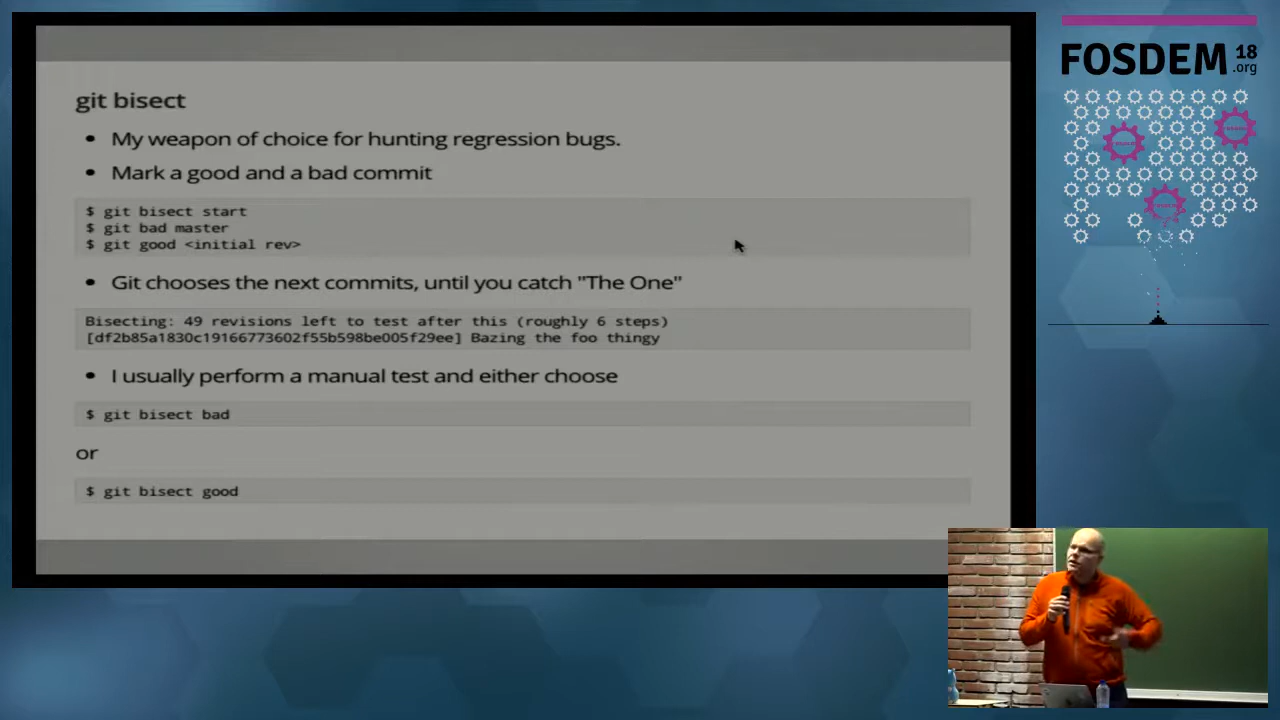 git bisect
• My weapon of choice for hunting regression bugs.
• Mark a good and a bad commit
$ git bisect start
$ git bad master
$ git good <initial rev>
• Git chooses the next commits, until you catch "The One"
Bisecting: 49 revisions left to test after this (roughly 6 steps)
[df2b85a1830c19166773602f55b598be005f29ee] Bazing the foo thingy
• I usually perform a manual test and either choose
$ git bisect bad
or
$ git bisect good
FOSDEM 18
.org